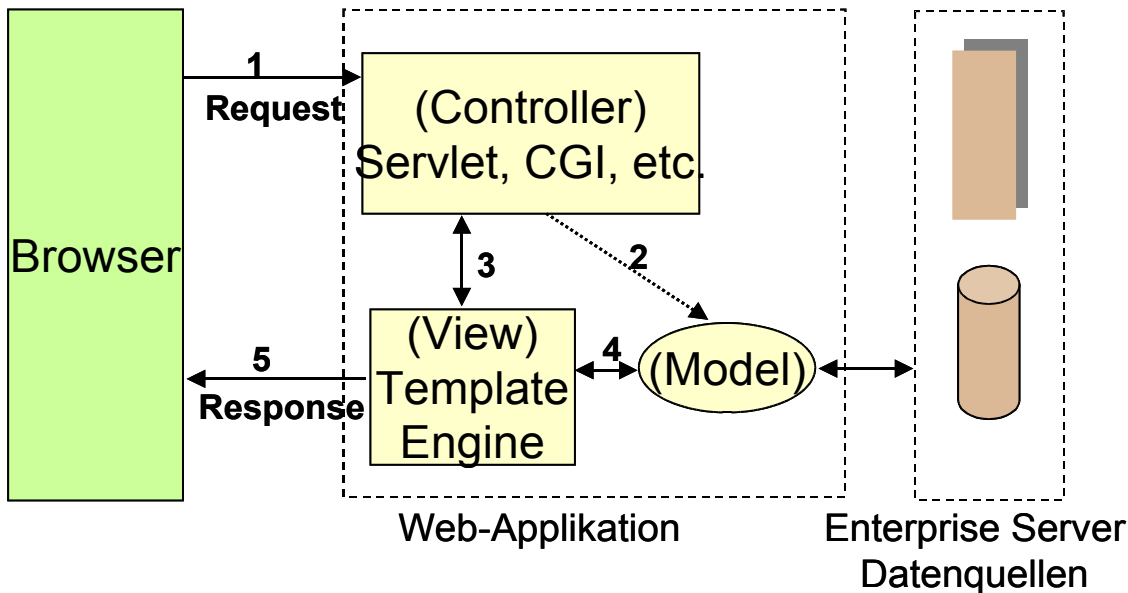 1
Request
(Controller)
Servlet, CGI, etc.
Browser
3
2
(View)
Template
Engine
4
(Model)
5
Response
Web-Applikation
Enterprise Server
Datenquellen